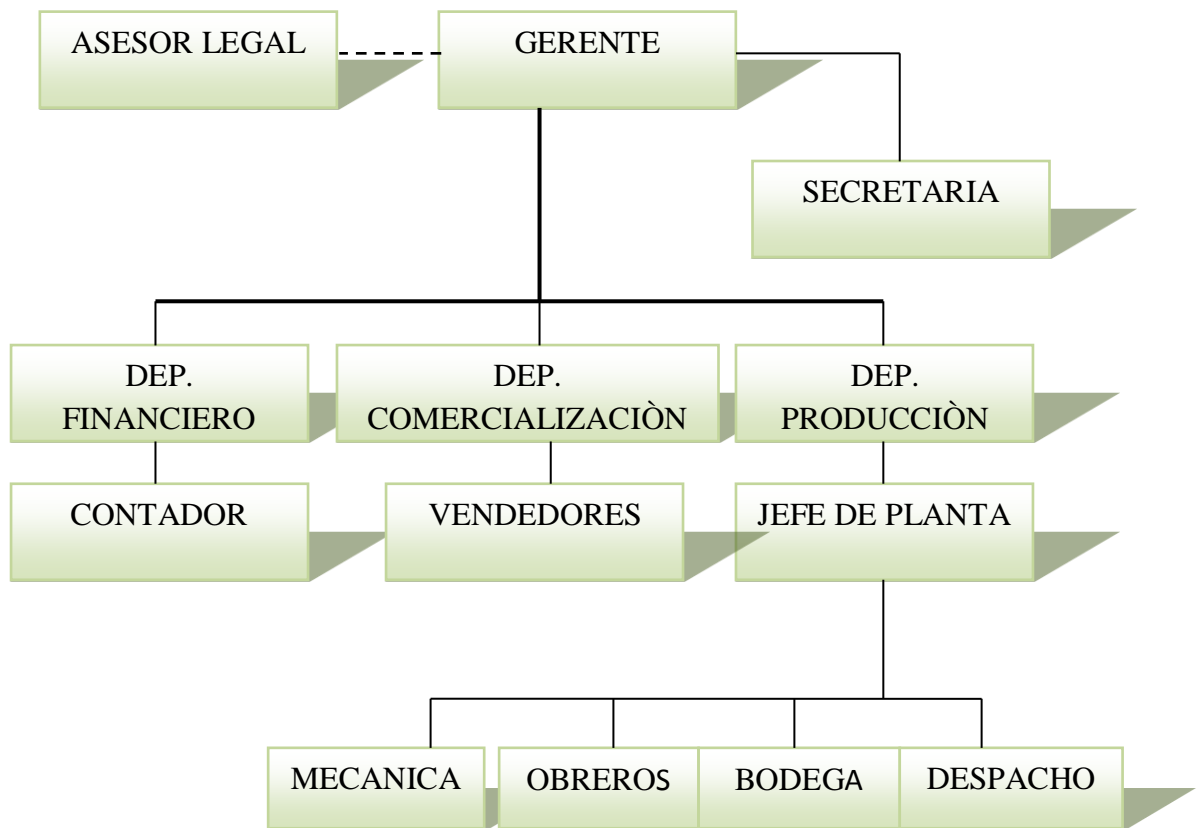 ASESOR LEGAL
GERENTE
SECRETARIA
DEP.
FINANCIERO
DEP.
COMERCIALIZACIÒN
DEP.
PRODUCCIÒN
CONTADOR
VENDEDORES
JEFE DE PLANTA
MECANICA
OBREROS
BODEGA
DESPACHO